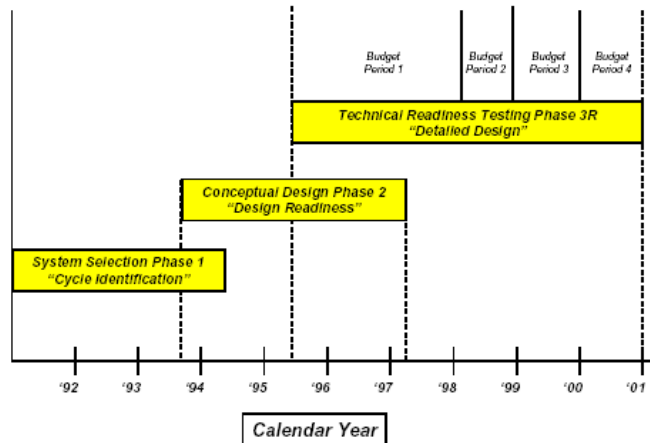 Budget
Period 1
Budget
Period 2
Budget
Period 3
Budget
Period 4
Technical Readiness Testing Phase 3R
“Detailed Design”
Conceptual Design Phase 2
“Design Readiness”
System Selection Phase 1
“Cycle Identification”
‘92 ‘93 ‘94 ‘95 ‘96 ‘97 ‘98 ‘99 ‘00 ‘01
Calendar Year